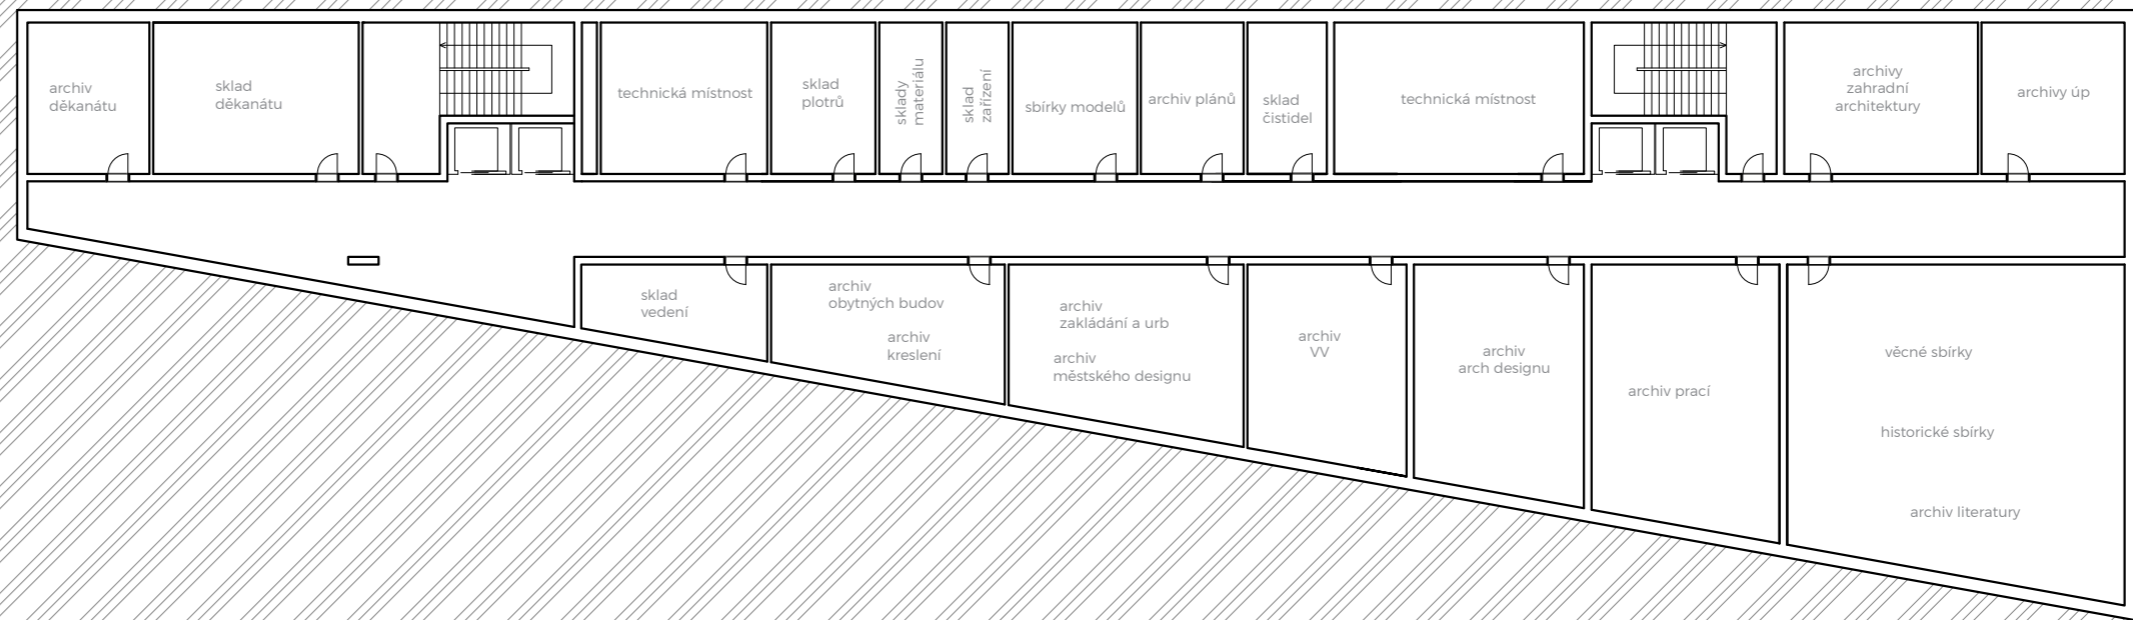 archiv
děkanátu
sklad
děkanátu
technická místnost
sklad
plotrů
sklady
materiálu
sklad
zařízení
sbírky modelů
archiv plánů
sklad
čistidel
technická místnost
archivy
zahradní
architektury
archivy úp
sklad
vedení
archiv
obytných budov
archiv
kreslení
archiv
zakládání a urb
archiv
městského designu
archiv
VV
archiv
arch designu
archiv prací
věcné sbírky
historické sbírky
archiv literatury